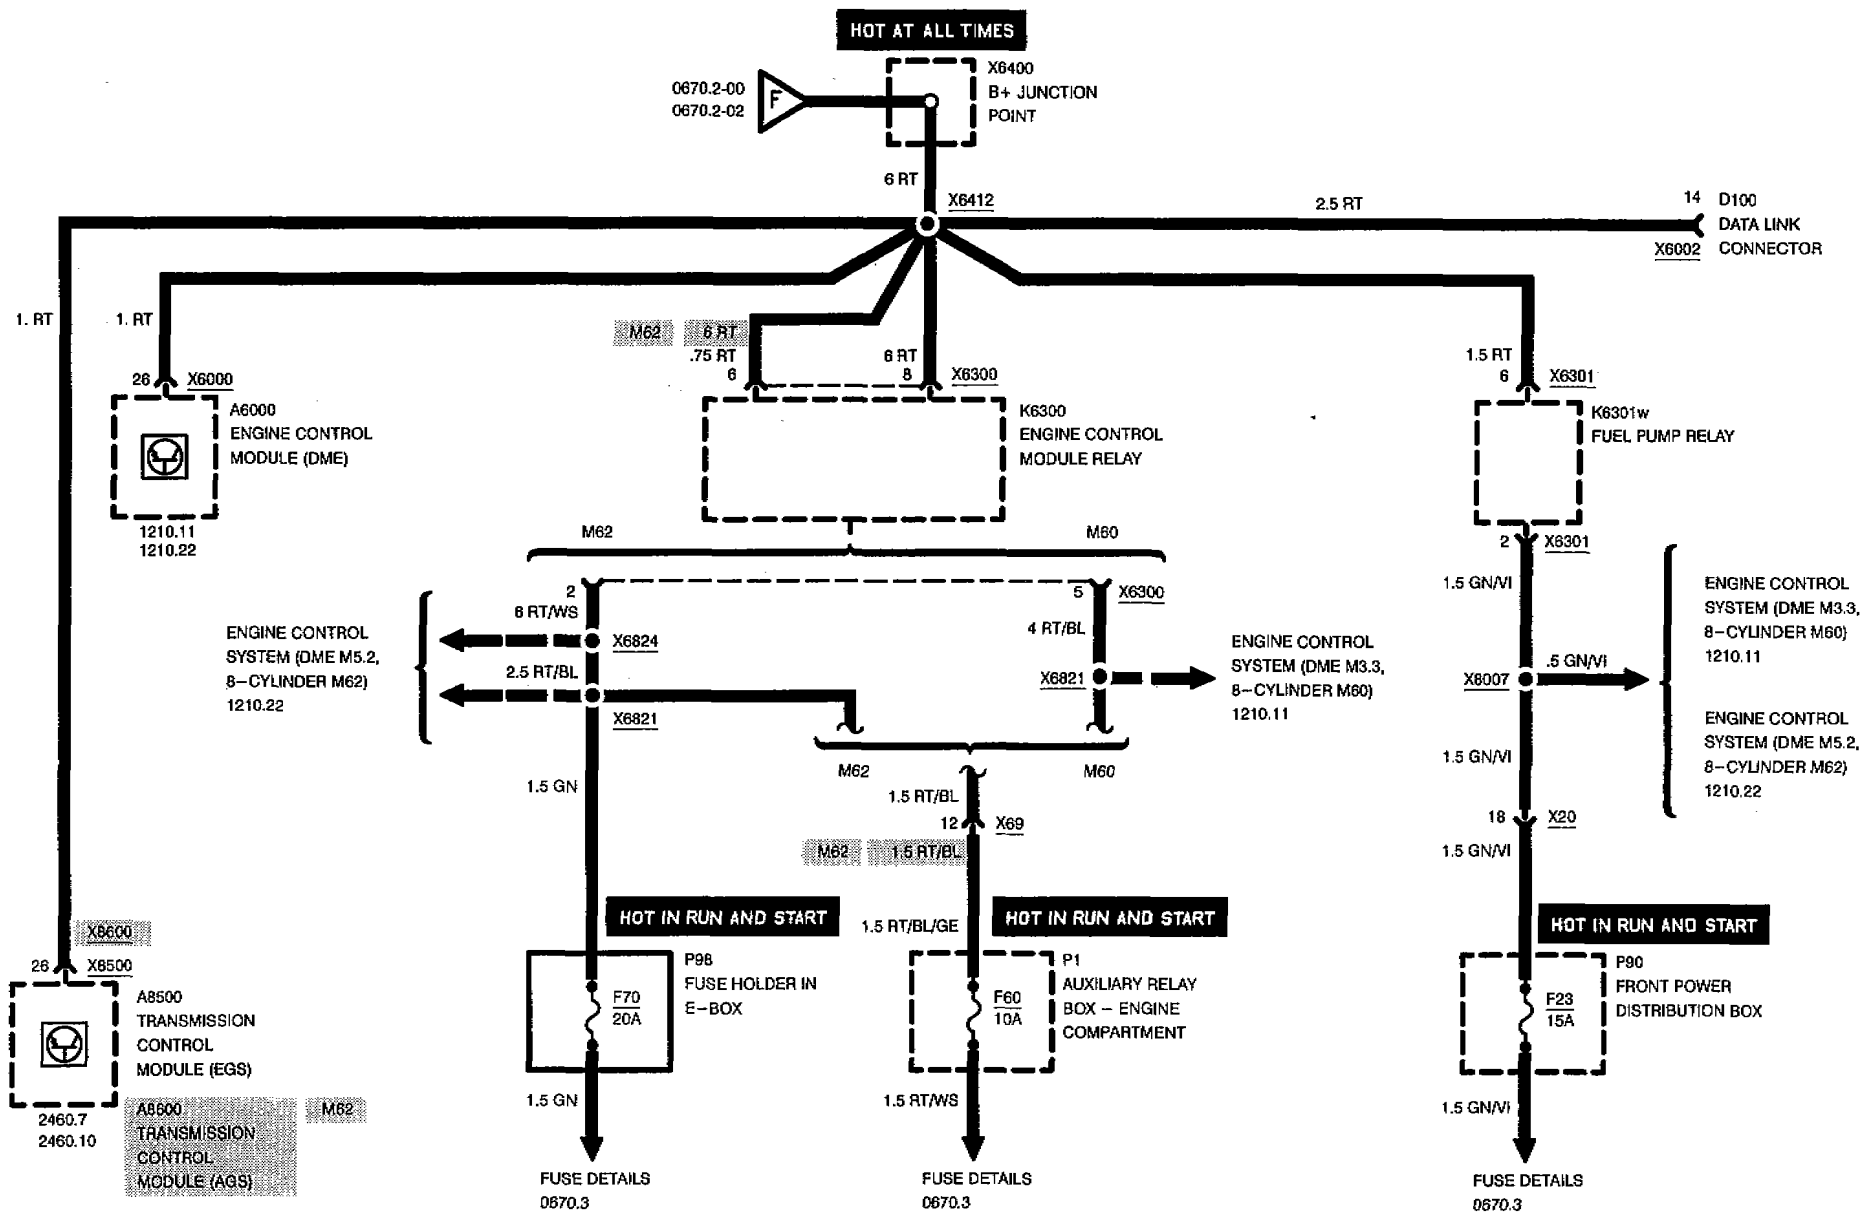 HOT AT ALL TIMES
X6400
B+ JUNCTION
POINT
0670.2-00
0670.2-02
F
6 RT
X6412
2.5 RT
14
D100
DATA LINK
CONNECTOR
X6002
1. RT
1. RT
M62 6 RT
.75 RT
6 RT
1.5 RT
26
X6000
6
8
X6300
6
X6301
A6000
ENGINE CONTROL
MODULE (DME)
1210.11
1210.22
K6300
ENGINE CONTROL
MODULE RELAY
K6301w
FUEL PUMP RELAY
M62
M60
2
X6301
2
5
X6300
6 RT/WS
X6824
2.5 RT/BL
X6821
ENGINE CONTROL
SYSTEM (DME M5.2,
8-CYLINDER M62)
1210.22
4 RT/BL
X6821
ENGINE CONTROL
SYSTEM (DME M3.3,
8-CYLINDER M60)
1210.11
1.5 GN/VI
X8007
.5 GN/VI
ENGINE CONTROL
SYSTEM (DME M3.3,
8-CYLINDER M60)
1210.11
ENGINE CONTROL
SYSTEM (DME M5.2,
8-CYLINDER M62)
1210.22
M62
M60
1.5 GN
1.5 RT/BL
12
X69
M62 1.5 RT/BL
1.5 GN/VI
18
X20
1.5 GN/VI
HOT IN RUN AND START
1.5 RT/BL/GE
HOT IN RUN AND START
HOT IN RUN AND START
X8600
26
X8500
A8500
TRANSMISSION
CONTROL
MODULE (EGS)
2460.7
2460.10
A8600
TRANSMISSION
CONTROL
MODULE (AGS)
M62
P98
FUSE HOLDER IN
E-BOX
F70
20A
1.5 GN
FUSE DETAILS
0670.3
P1
AUXILIARY RELAY
BOX - ENGINE
COMPARTMENT
F60
10A
1.5 RT/WS
FUSE DETAILS
0670.3
P90
FRONT POWER
DISTRIBUTION BOX
F23
15A
1.5 GN/VI
FUSE DETAILS
0670.3